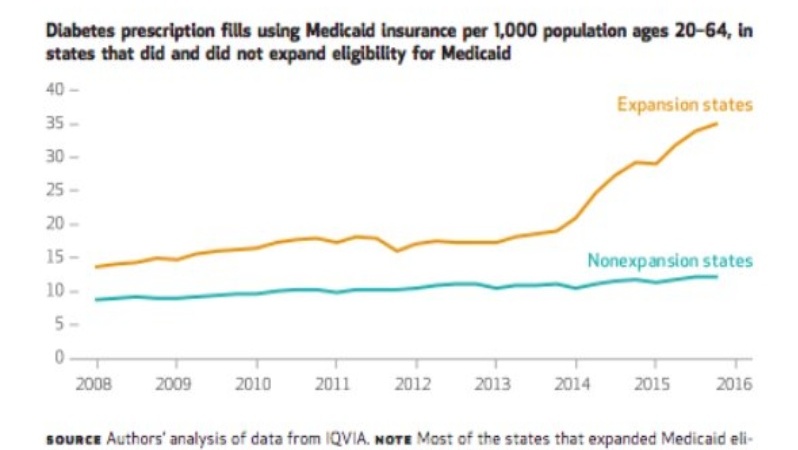 Diabetes prescription fills using Medicaid insurance per 1,000 population ages 20–64, in
states that did and did not expand eligibility for Medicaid
40
Expansion states
35
30
25
20
15
Nonexpansion states
10
5
0
2008 2009 2010 2011 2012 2013 2014 2015 2016
SOURCE Authors' analysis of data from IQVIA. NOTE Most of the states that expanded Medicaid eli-